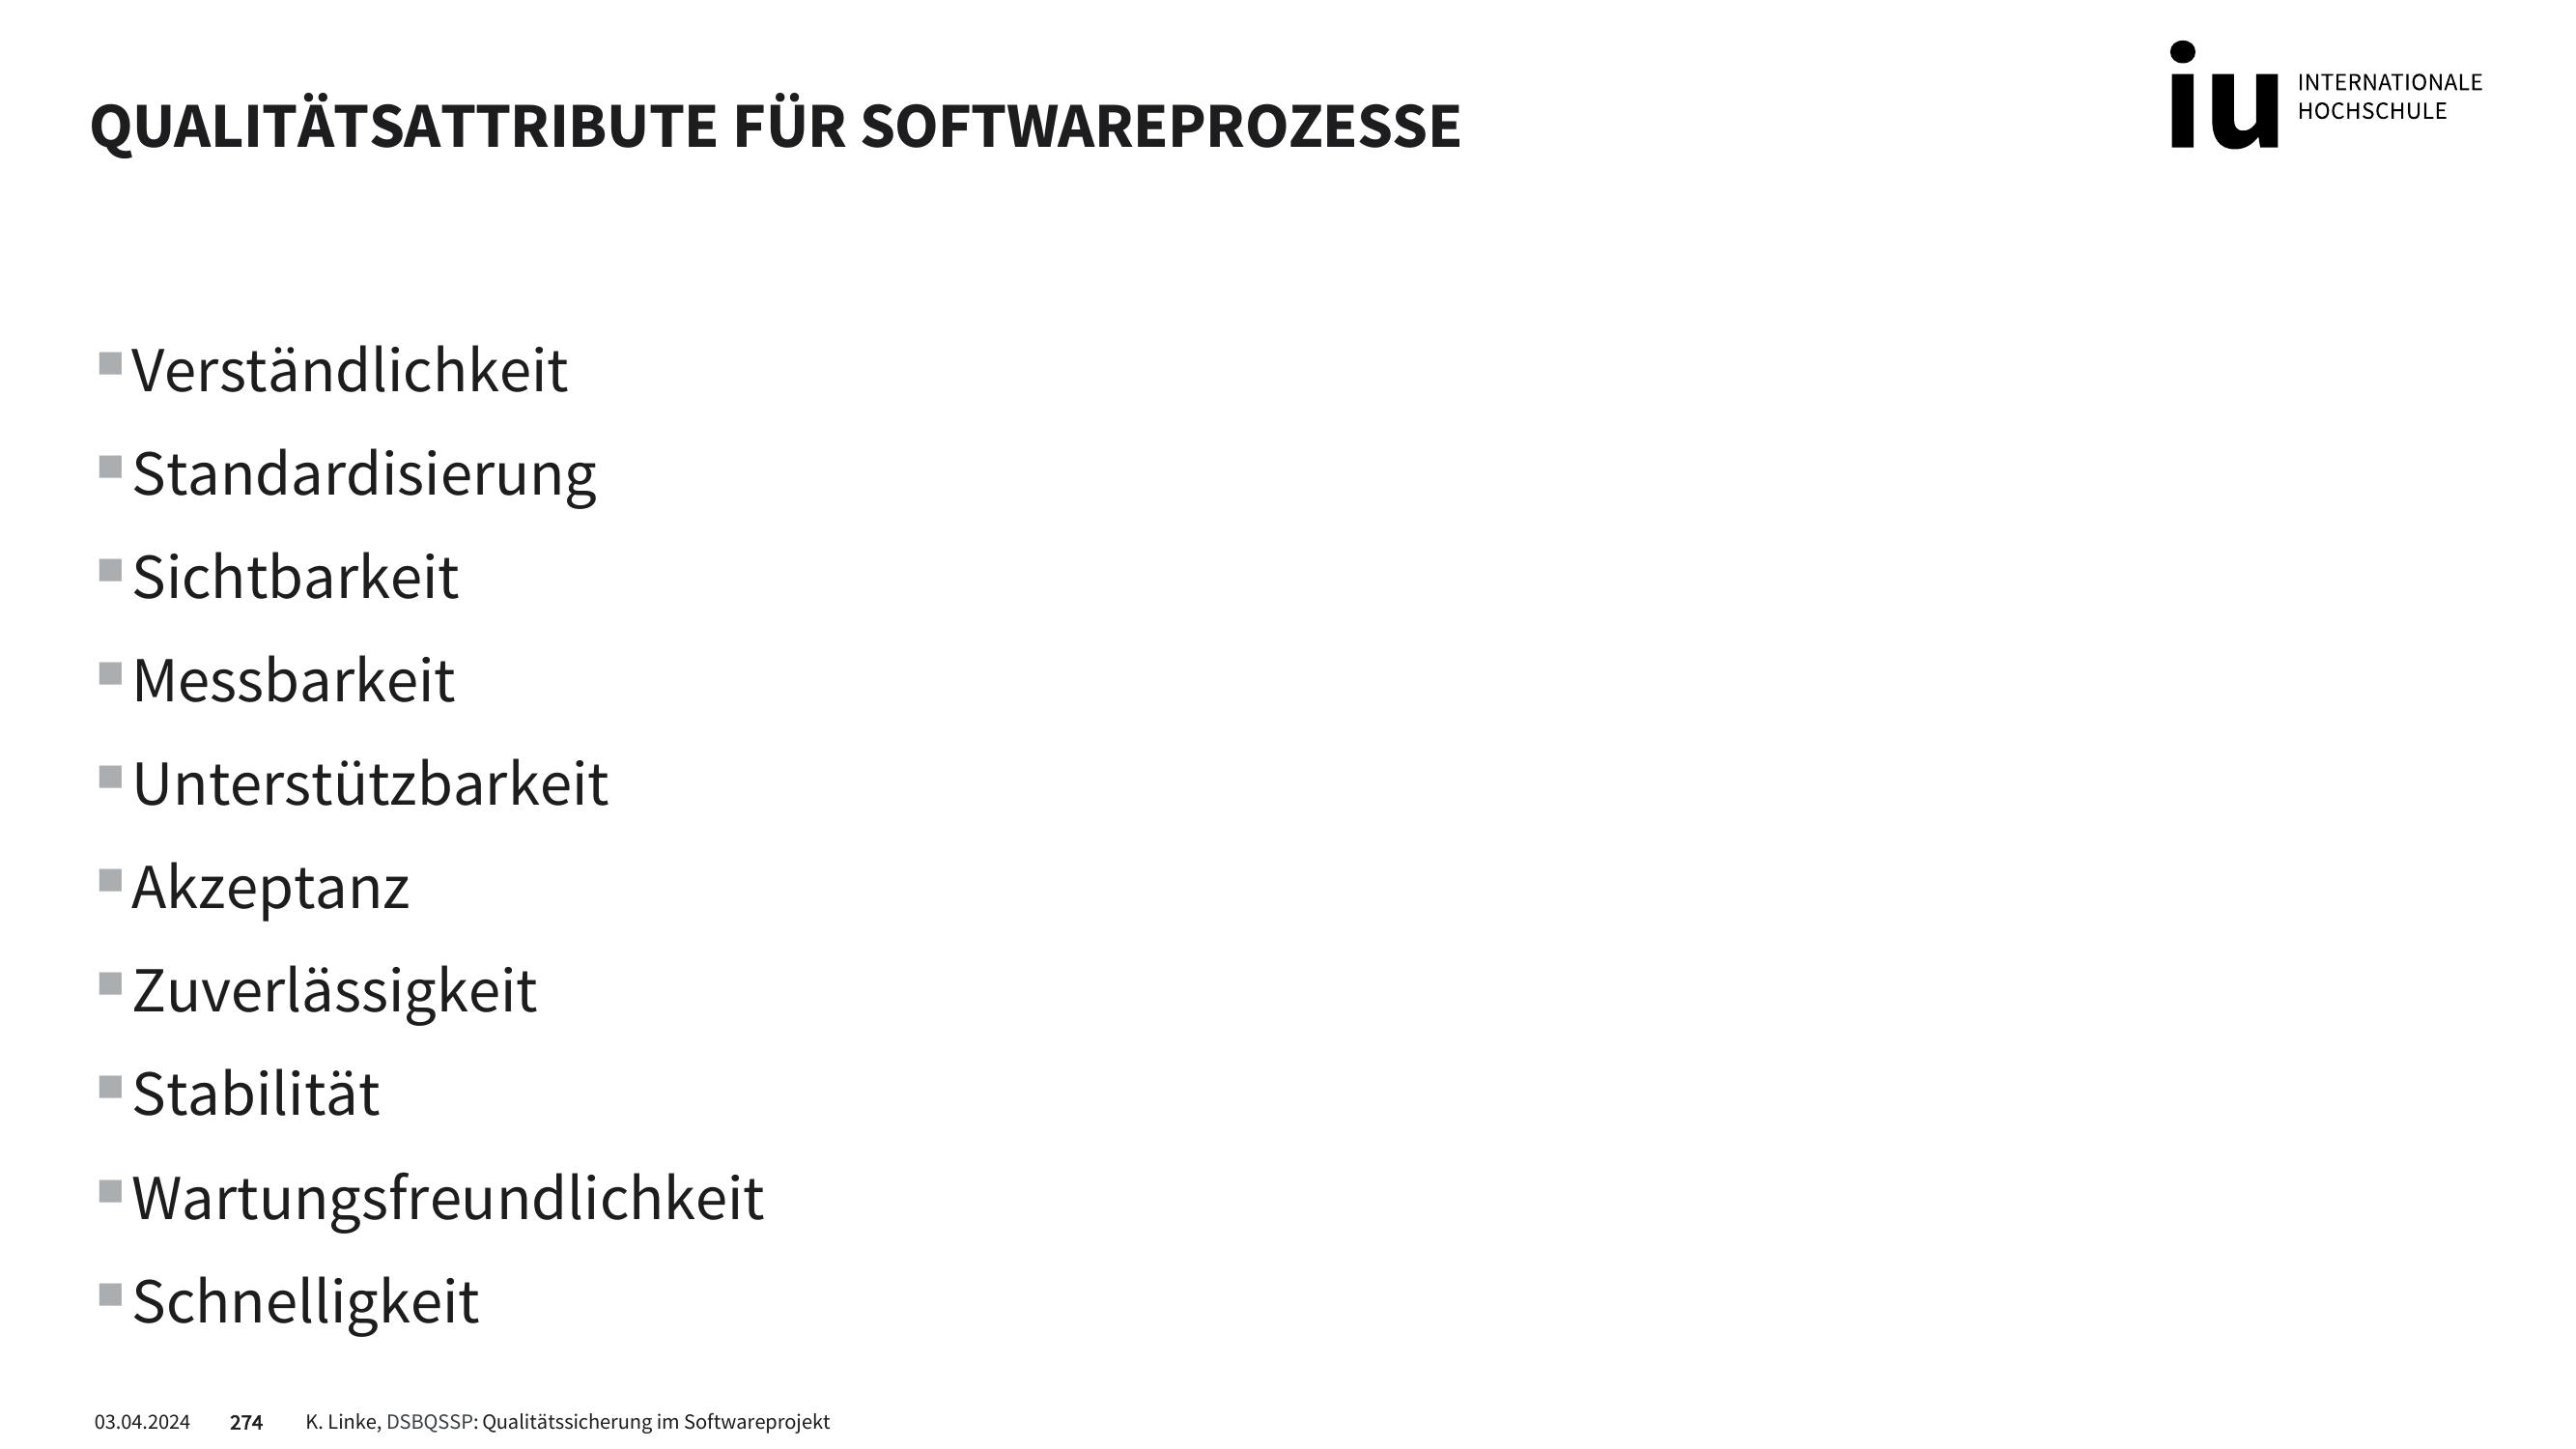 QUALITÄTSATTRIBUTE FÜR SOFTWAREPROZESSE
iu INTERNATIONALE
HOCHSCHULE
Verständlichkeit
Standardisierung
Sichtbarkeit
Messbarkeit
Unterstützbarkeit
Akzeptanz
Zuverlässigkeit
Stabilität
Wartungsfreundlichkeit
Schnelligkeit
03.04.2024 274 K. Linke, DSBQSSP: Qualitätssicherung im Softwareprojekt